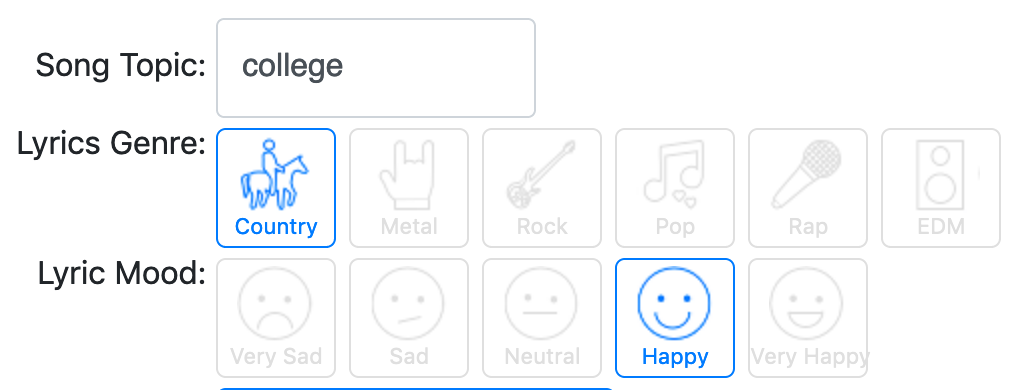 Song Topic: college
Lyrics Genre: Country Metal Rock Pop Rap EDM
Lyric Mood: Very Sad Sad Neutral Happy Very Happy